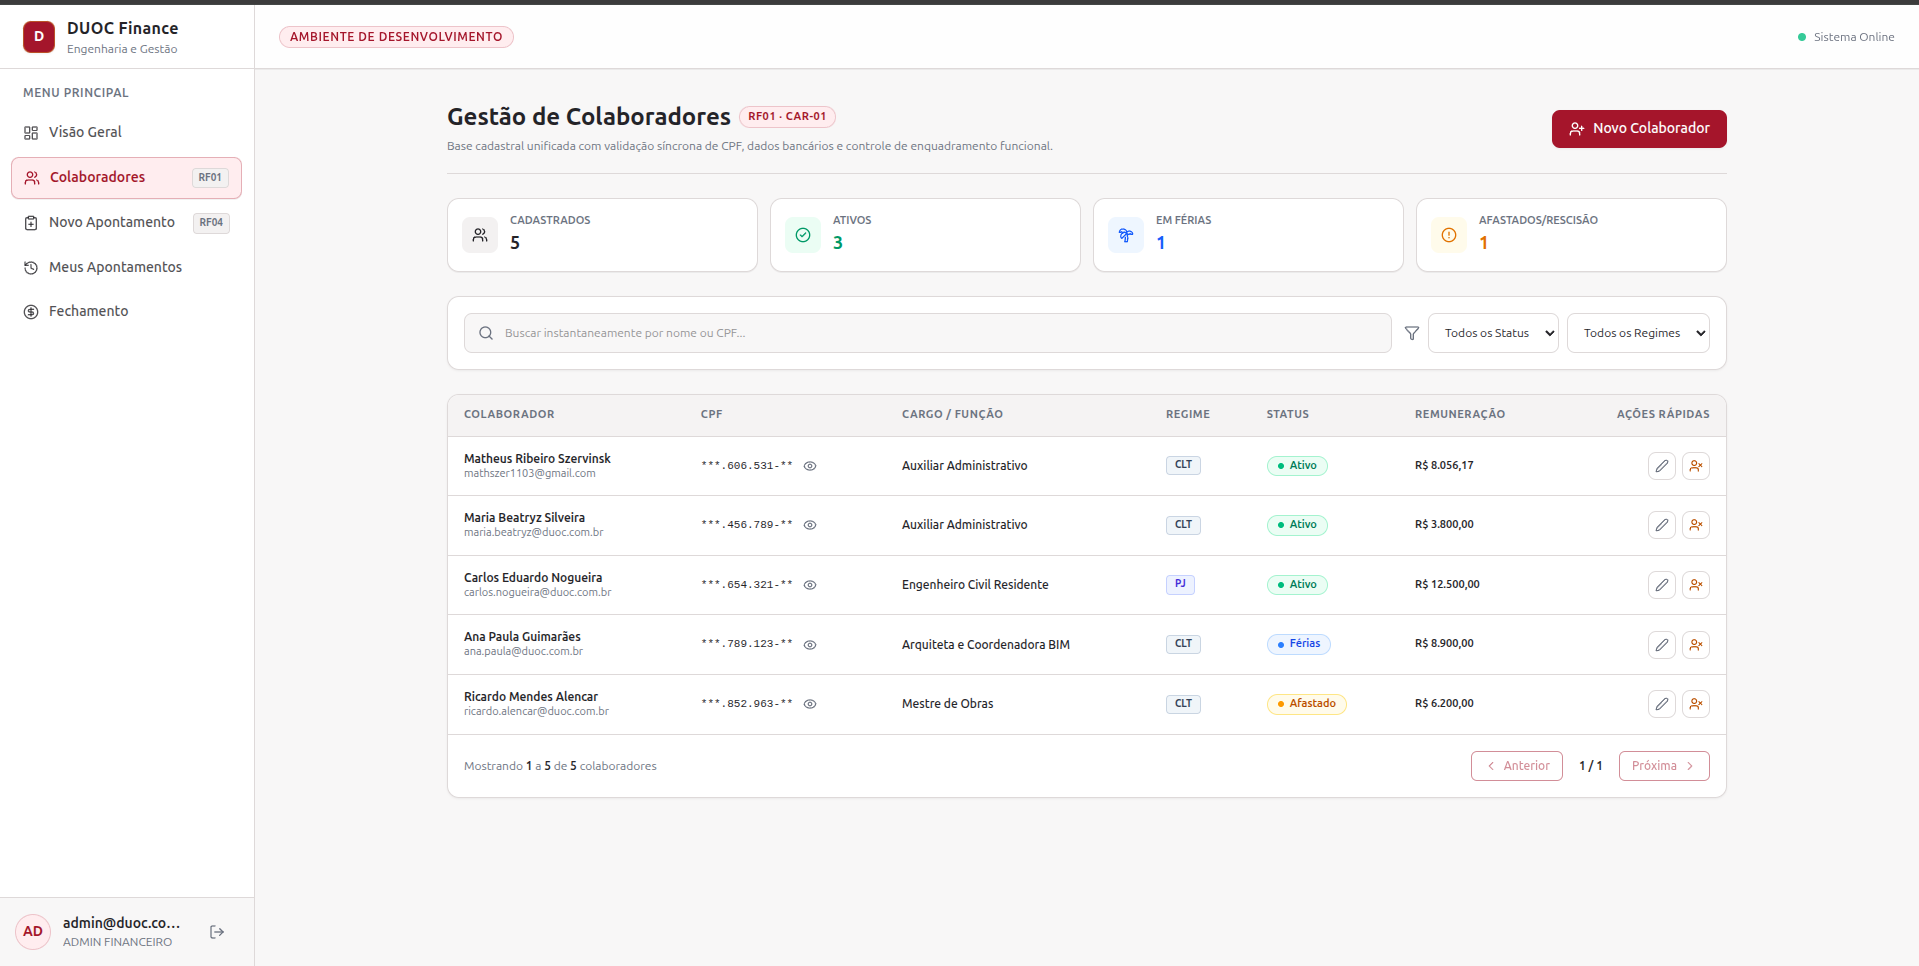 D
DUOC Finance
Engenharia e Gestão
MENU PRINCIPAL
Visão Geral
Colaboradores RF01
Novo Apontamento RF04
Meus Apontamentos
Fechamento
AD
admin@duoc.co...
ADMIN FINANCEIRO
AMBIENTE DE DESENVOLVIMENTO
Sistema Online
Gestão de Colaboradores RF01 · CAR-01
Base cadastral unificada com validação síncrona de CPF, dados bancários e controle de enquadramento funcional.
Novo Colaborador
CADASTRADOS
5
ATIVOS
3
EM FÉRIAS
1
AFASTADOS/RESCISÃO
1
Buscar instantaneamente por nome ou CPF...
Todos os Status
Todos os Regimes
COLABORADOR CPF CARGO / FUNÇÃO REGIME STATUS REMUNERAÇÃO AÇÕES RÁPIDAS
Matheus Ribeiro Szervinsk
mathszer1103@gmail.com
***.606.531-** Auxiliar Administrativo CLT Ativo R$ 8.056,17
Maria Beatryz Silveira
maria.beatryz@duoc.com.br
***.456.789-** Auxiliar Administrativo CLT Ativo R$ 3.800,00
Carlos Eduardo Nogueira
carlos.nogueira@duoc.com.br
***.654.321-** Engenheiro Civil Residente PJ Ativo R$ 12.500,00
Ana Paula Guimarães
ana.paula@duoc.com.br
***.789.123-** Arquiteta e Coordenadora BIM CLT Férias R$ 8.900,00
Ricardo Mendes Alencar
ricardo.alencar@duoc.com.br
***.852.963-** Mestre de Obras CLT Afastado R$ 6.200,00
Mostrando 1 a 5 de 5 colaboradores
Anterior 1 / 1 Próxima